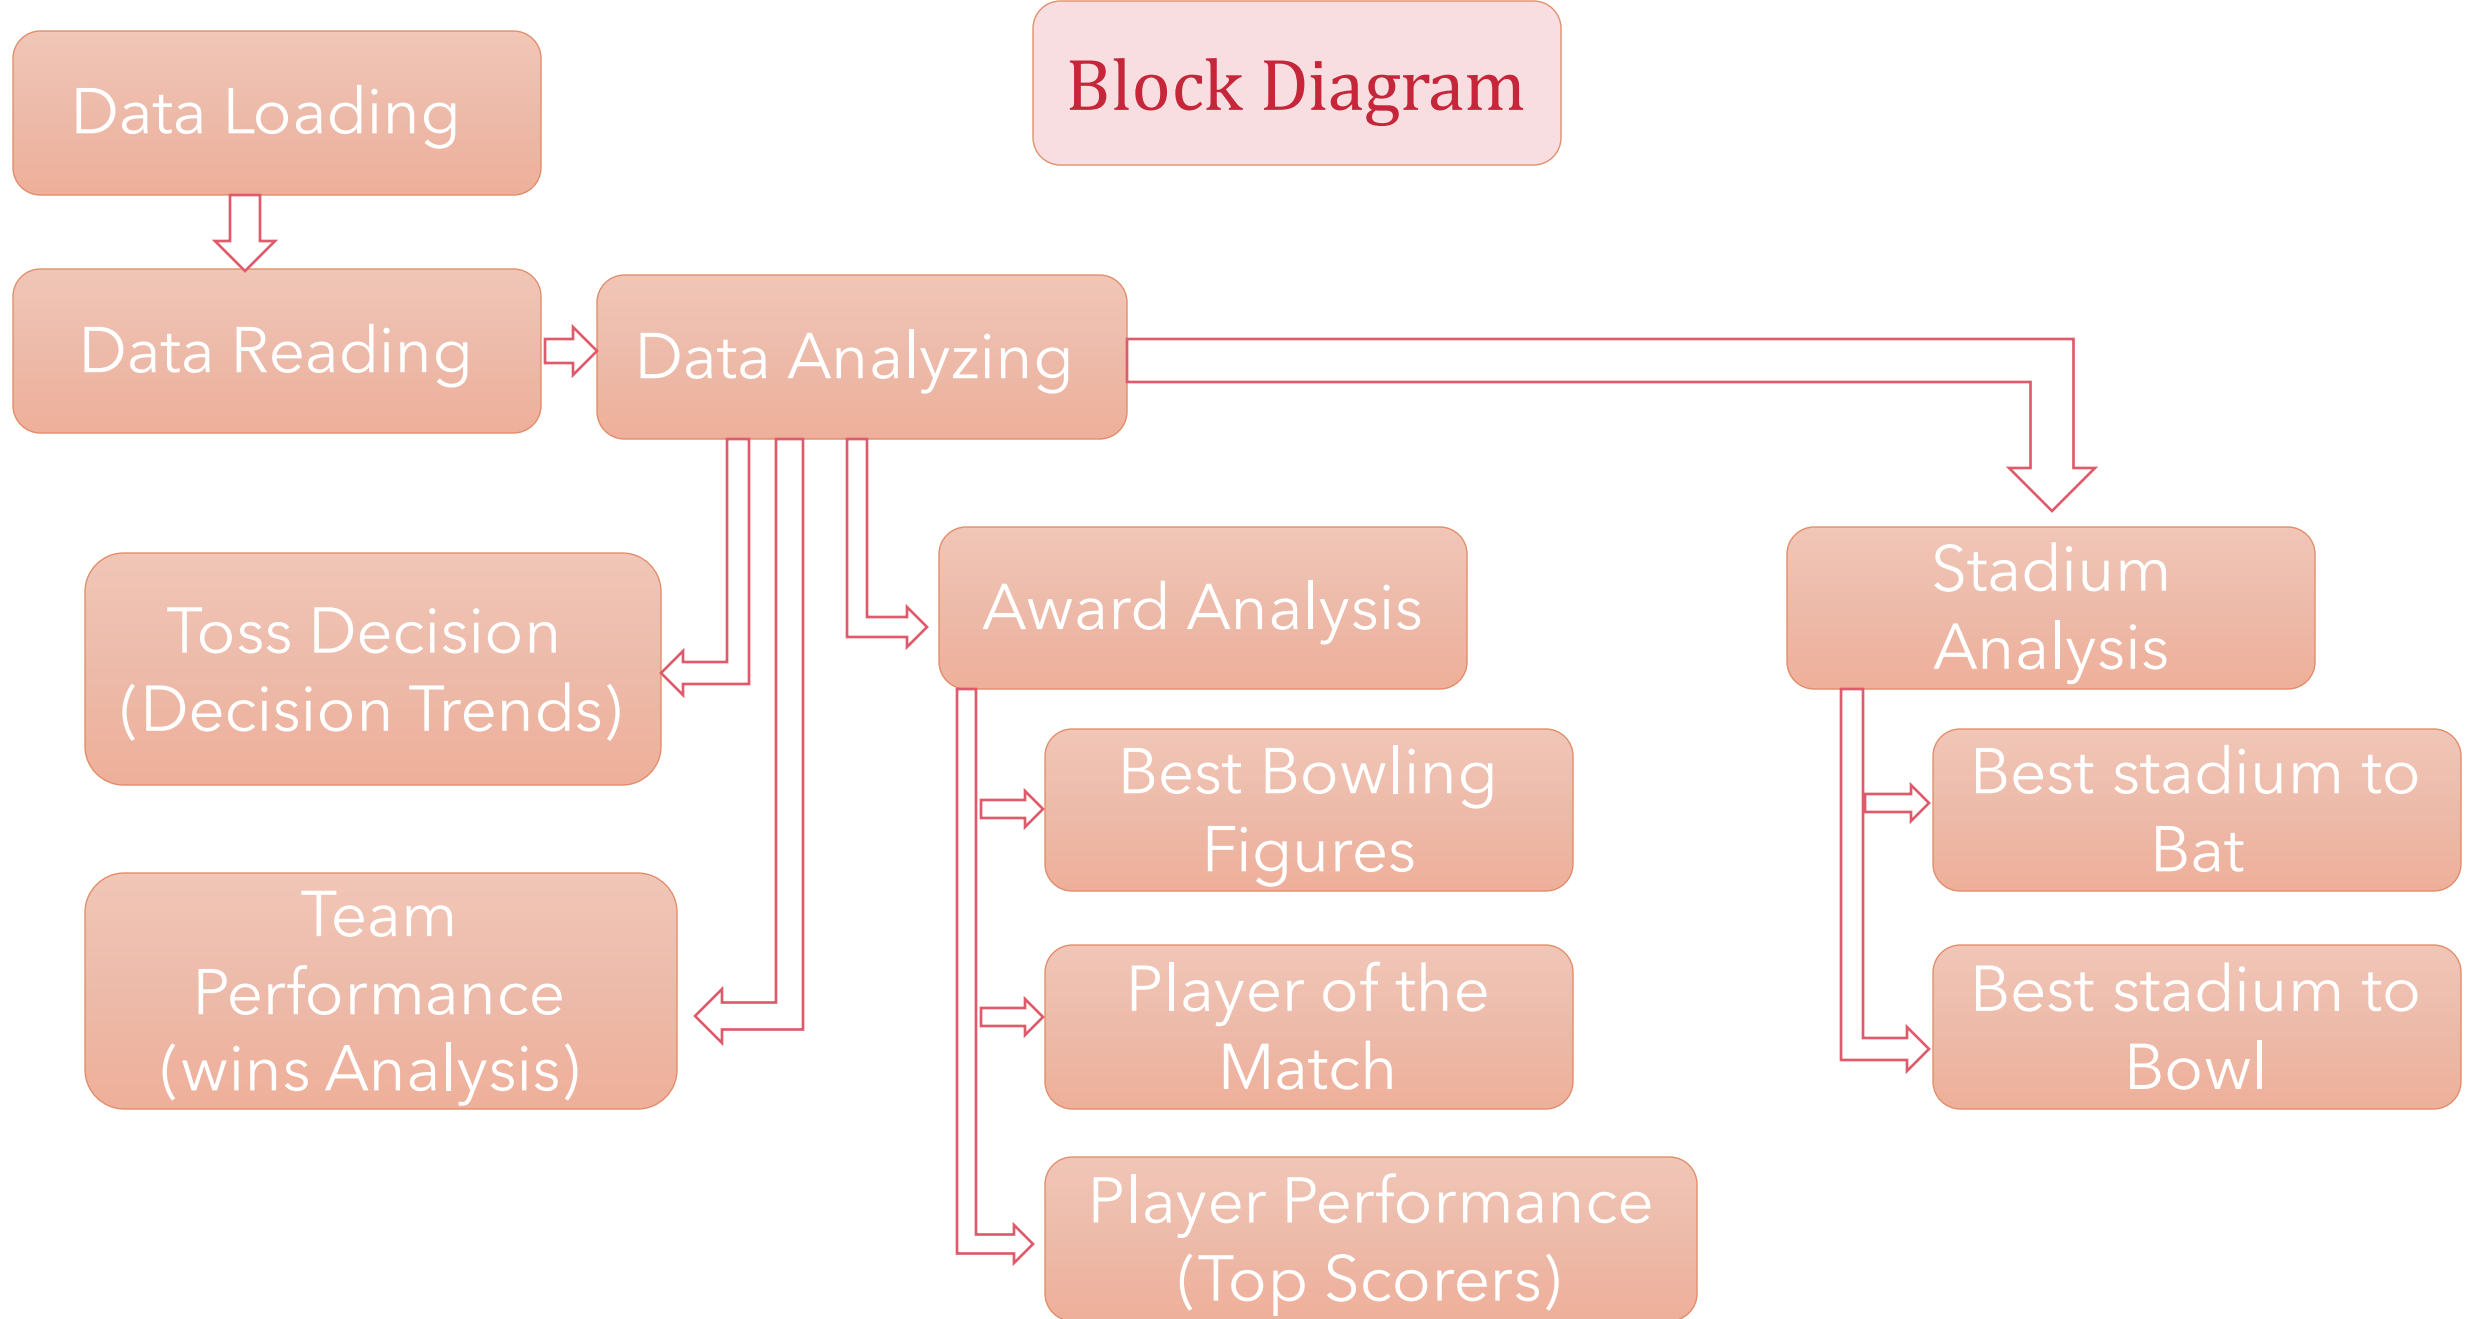 Block Diagram
Data Loading
Data Reading
Data Analyzing
Toss Decision
(Decision Trends)
Team
Performance
(wins Analysis)
Award Analysis
Best Bowling
Figures
Player of the
Match
Player Performance
(Top Scorers)
Stadium
Analysis
Best stadium to
Bat
Best stadium to
Bowl